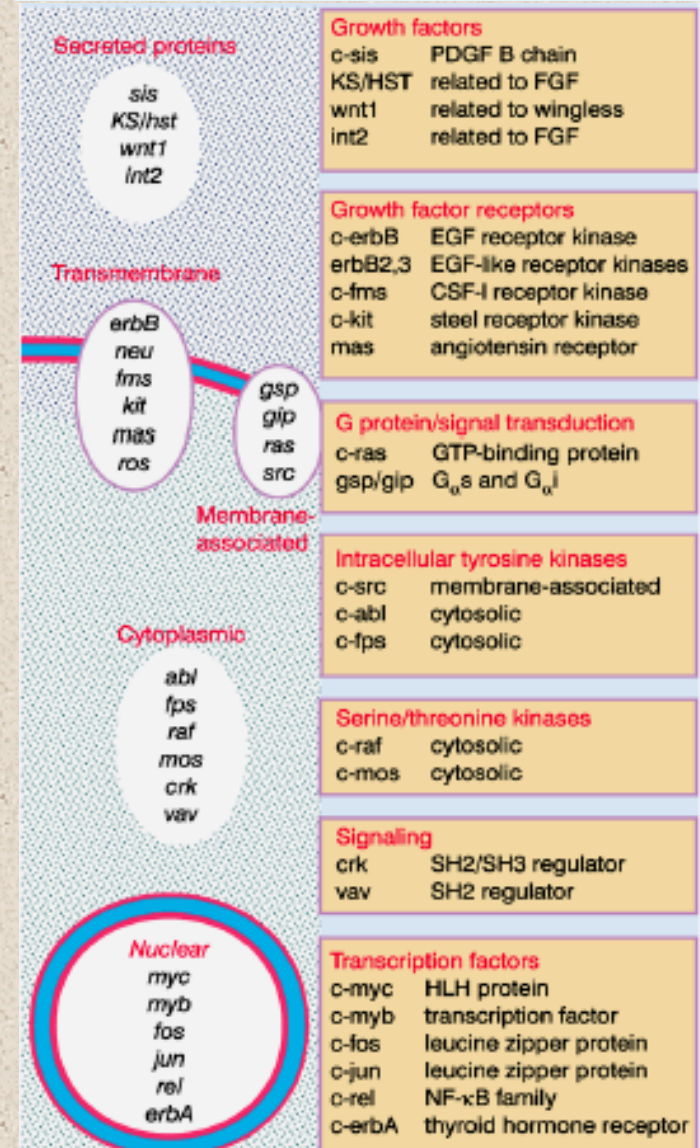 Secreted proteins
sis
KS/hst
wnt1
int2
Transmembrane
erbB
neu
fms
kit
mas
ros
gsp
gip
ras
src
Membrane-
associated
Cytoplasmic
abl
fps
raf
mos
crk
vav
Nuclear
myc
myb
fos
jun
rel
erbA
Growth factors
c-sis PDGF B chain
KS/HST related to FGF
wnt1 related to wingless
int2 related to FGF
Growth factor receptors
c-erbB EGF receptor kinase
erbB2,3 EGF-like receptor kinases
c-fms CSF-I receptor kinase
c-kit steel receptor kinase
mas angiotensin receptor
G protein/signal transduction
c-ras GTP-binding protein
gsp/gip Gαs and Gαi
Intracellular tyrosine kinases
c-src membrane-associated
c-abl cytosolic
c-fps cytosolic
Serine/threonine kinases
c-raf cytosolic
c-mos cytosolic
Signaling
crk SH2/SH3 regulator
vav SH2 regulator
Transcription factors
c-myc HLH protein
c-myb transcription factor
c-fos leucine zipper protein
c-jun leucine zipper protein
c-rel NF-κB family
c-erbA thyroid hormone receptor